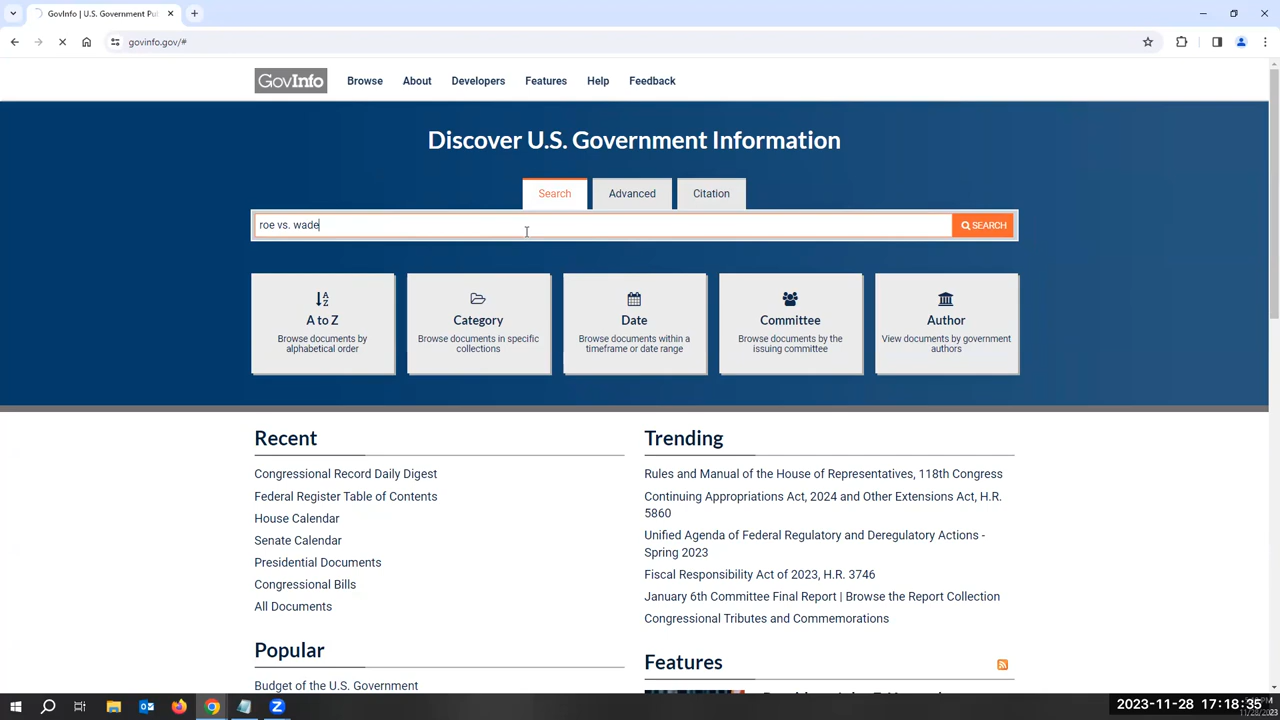 GovInfo | U.S. Government Pu
govinfo.gov/#
GovInfo
Browse
About
Developers
Features
Help
Feedback
Discover U.S. Government Information
Search
Advanced
Citation
roe vs. wade
SEARCH
A to Z
Browse documents by
alphabetical order
Category
Browse documents in specific
collections
Date
Browse documents within a
timeframe or date range
Committee
Browse documents by the
issuing committee
Author
View documents by government
authors
Recent
Congressional Record Daily Digest
Federal Register Table of Contents
House Calendar
Senate Calendar
Presidential Documents
Congressional Bills
All Documents
Popular
Budget of the U.S. Government
Trending
Rules and Manual of the House of Representatives, 118th Congress
Continuing Appropriations Act, 2024 and Other Extensions Act, H.R.
5860
Unified Agenda of Federal Regulatory and Deregulatory Actions -
Spring 2023
Fiscal Responsibility Act of 2023, H.R. 3746
January 6th Committee Final Report | Browse the Report Collection
Congressional Tributes and Commemorations
Features
2023-11-28 17:18:35